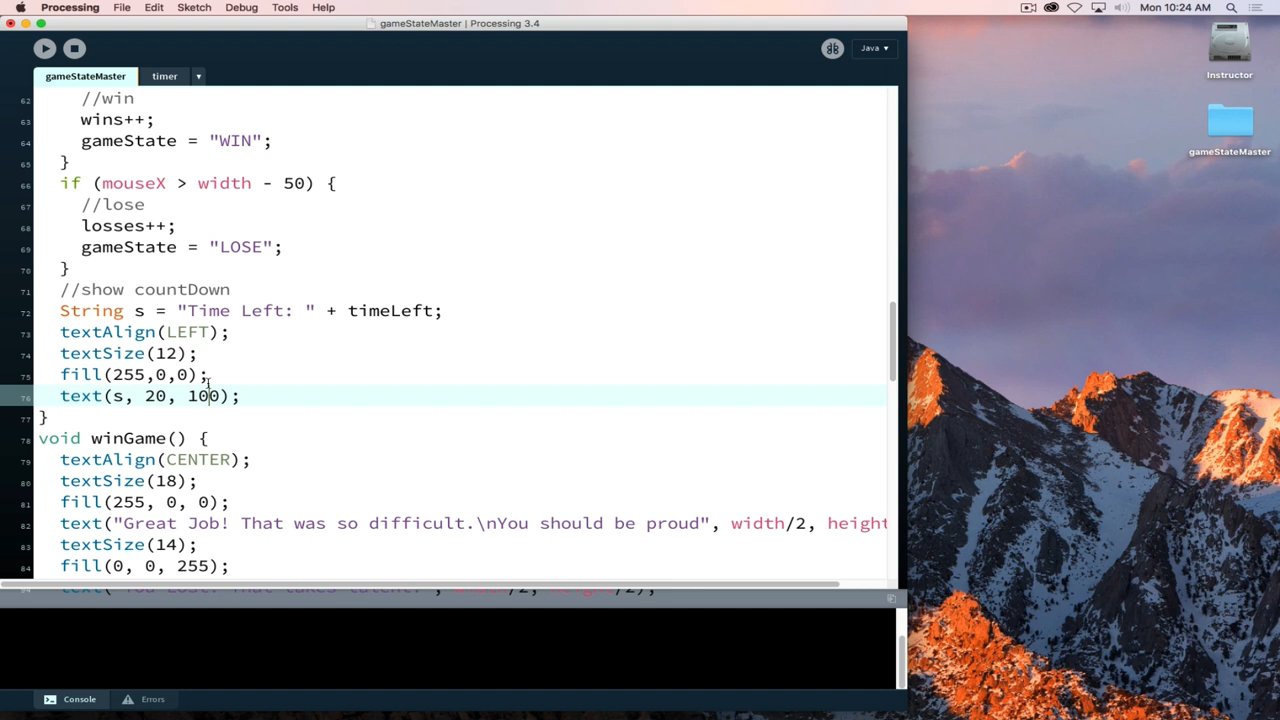 Processing File Edit Sketch Debug Tools Help Mon 10:24 AM
gameStateMaster | Processing 3.4
Java ▾
gameStateMaster timer ▾
62 //win
63 wins++;
64 gameState = "WIN";
65 }
66 if (mouseX > width - 50) {
67 //lose
68 losses++;
69 gameState = "LOSE";
70 }
71 //show countDown
72 String s = "Time Left: " + timeLeft;
73 textAlign(LEFT);
74 textSize(12);
75 fill(255,0,0);
76 text(s, 20, 100);
77 }
78 void winGame() {
79 textAlign(CENTER);
80 textSize(18);
81 fill(255, 0, 0);
82 text("Great Job! That was so difficult.\nYou should be proud", width/2, height
83 textSize(14);
84 fill(0, 0, 255);
Console Errors
Instructor
gameStateMaster